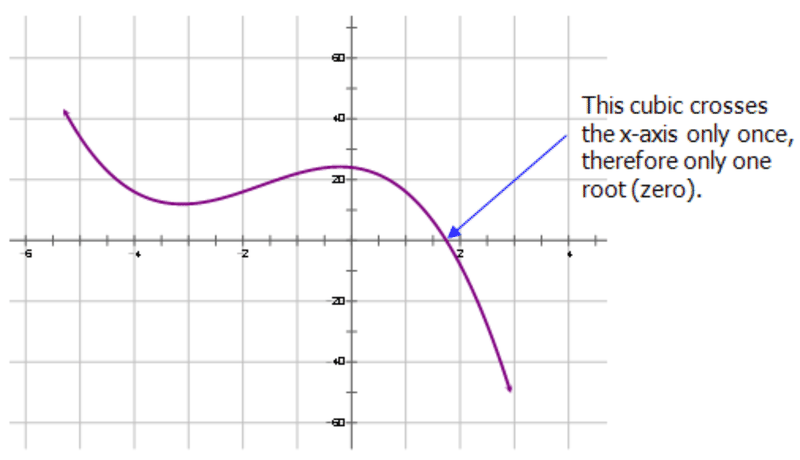 60
This cubic crosses
40
the x-axis only once,
therefore only one
20
root (zero).
-6 -4 -2 0 2 4
-20
-40
-60